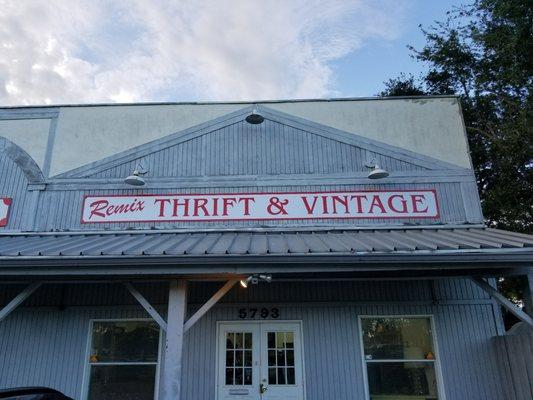 Remix THRIFT & VINTAGE
5793